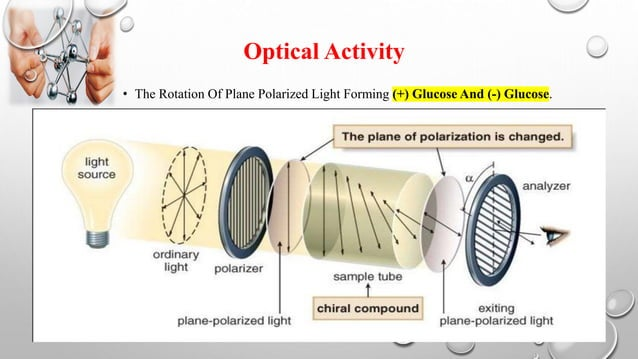 Optical Activity
• The Rotation Of Plane Polarized Light Forming (+) Glucose And (-) Glucose.
The plane of polarization is changed.
light
source
α
analyzer
ordinary
light
polarizer
sample tube
chiral compound
plane-polarized light
exiting
plane-polarized light